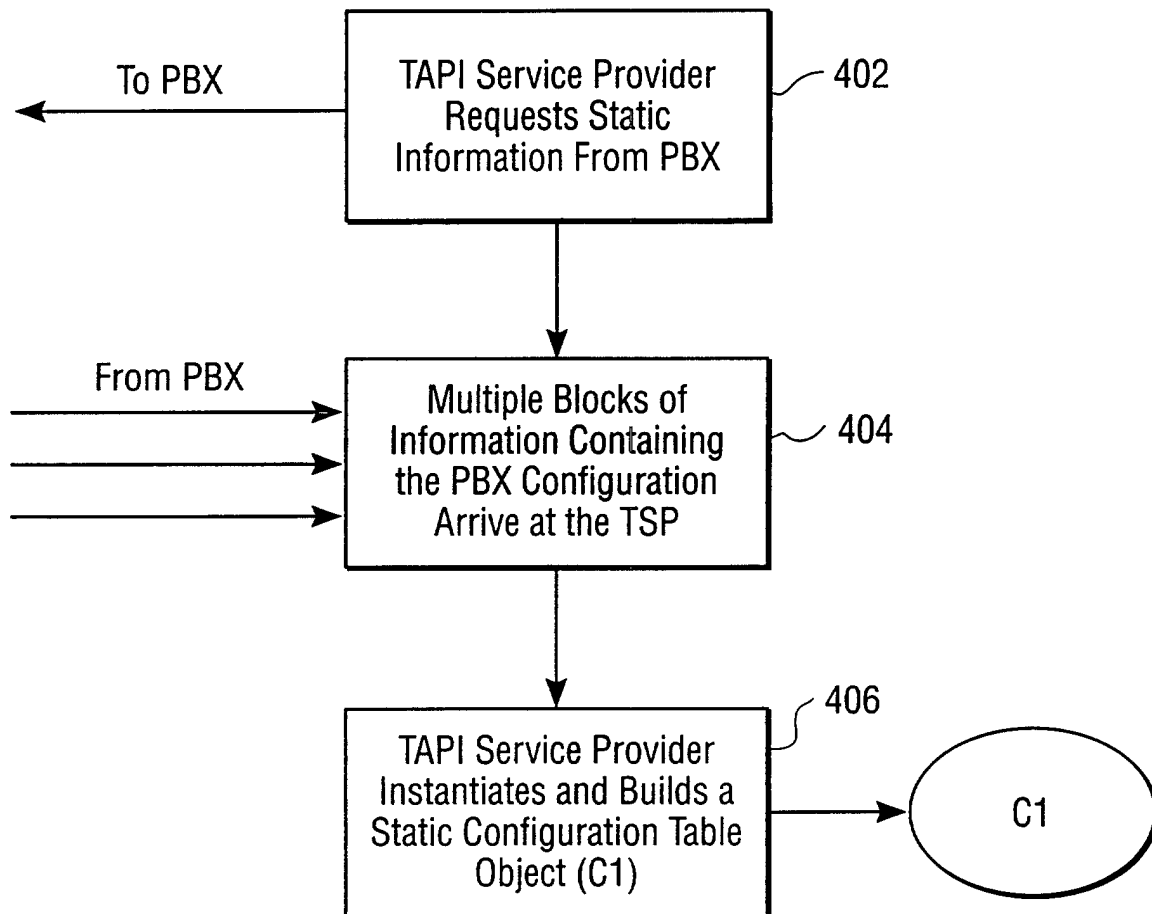 To PBX
TAPI Service Provider
Requests Static
Information From PBX
402
From PBX
Multiple Blocks of
Information Containing
the PBX Configuration
Arrive at the TSP
404
TAPI Service Provider
Instantiates and Builds a
Static Configuration Table
Object (C1)
406
C1